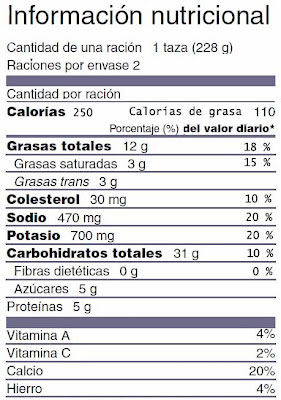 Información nutricional
Cantidad de una ración 1 taza (228 g)
Raciones por envase 2
Cantidad por ración
Calorías 250 Calorías de grasa 110
Porcentaje (%) del valor diario*
Grasas totales 12 g 18 %
Grasas saturadas 3 g 15 %
Grasas trans 3 g
Colesterol 30 mg 10 %
Sodio 470 mg 20 %
Potasio 700 mg 20 %
Carbohidratos totales 31 g 10 %
Fibras dietéticas 0 g 0 %
Azúcares 5 g
Proteínas 5 g
Vitamina A 4%
Vitamina C 2%
Calcio 20%
Hierro 4%